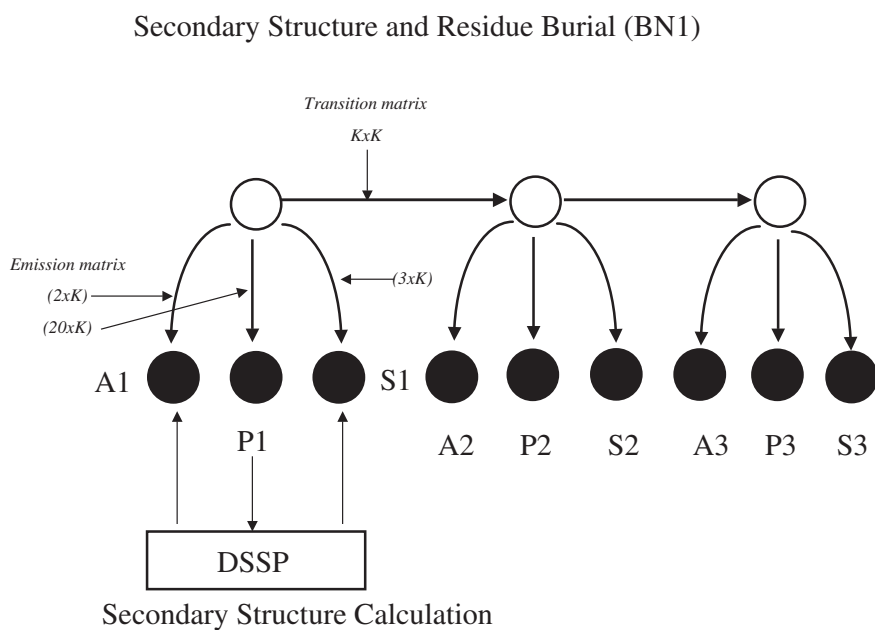 Secondary Structure and Residue Burial (BN1)
Transition matrix
KxK
Emission matrix
(2xK)
(20xK)
(3xK)
A1
S1
P1
A2
P2
S2
A3
P3
S3
DSSP
Secondary Structure Calculation